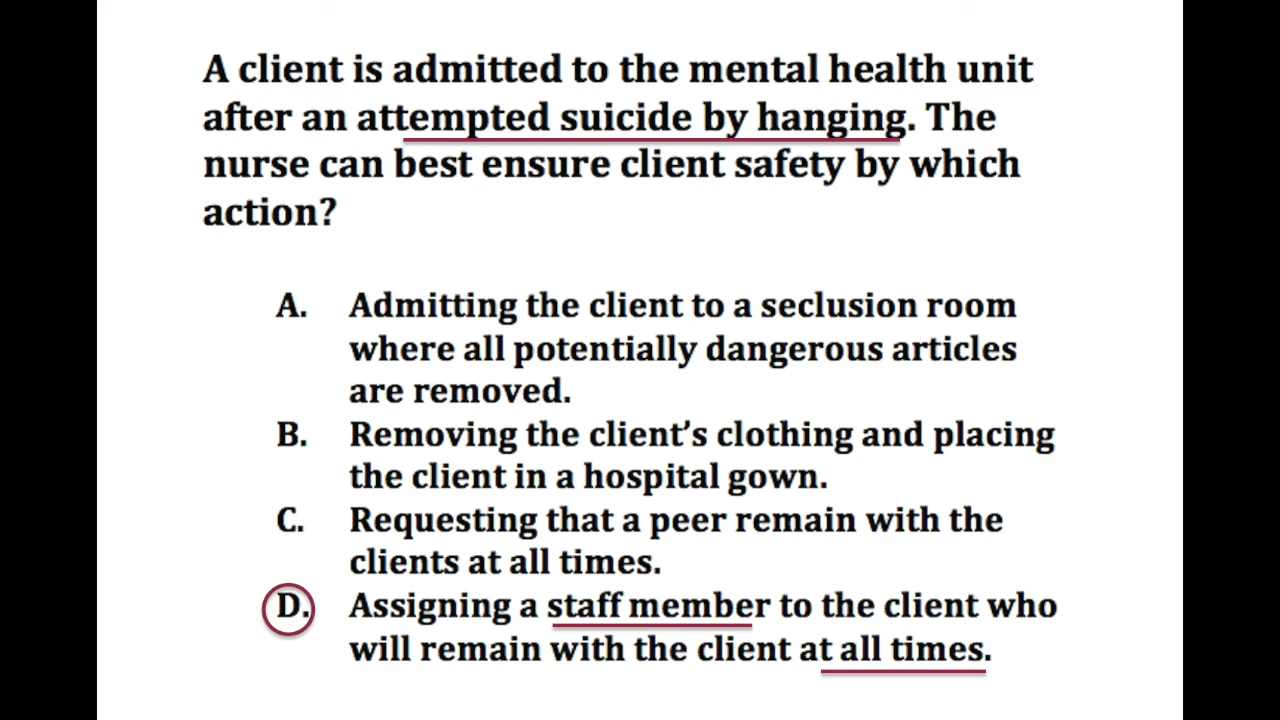 A client is admitted to the mental health unit
after an attempted suicide by hanging. The
nurse can best ensure client safety by which
action?
A. Admitting the client to a seclusion room
where all potentially dangerous articles
are removed.
B. Removing the client’s clothing and placing
the client in a hospital gown.
C. Requesting that a peer remain with the
clients at all times.
D. Assigning a staff member to the client who
will remain with the client at all times.